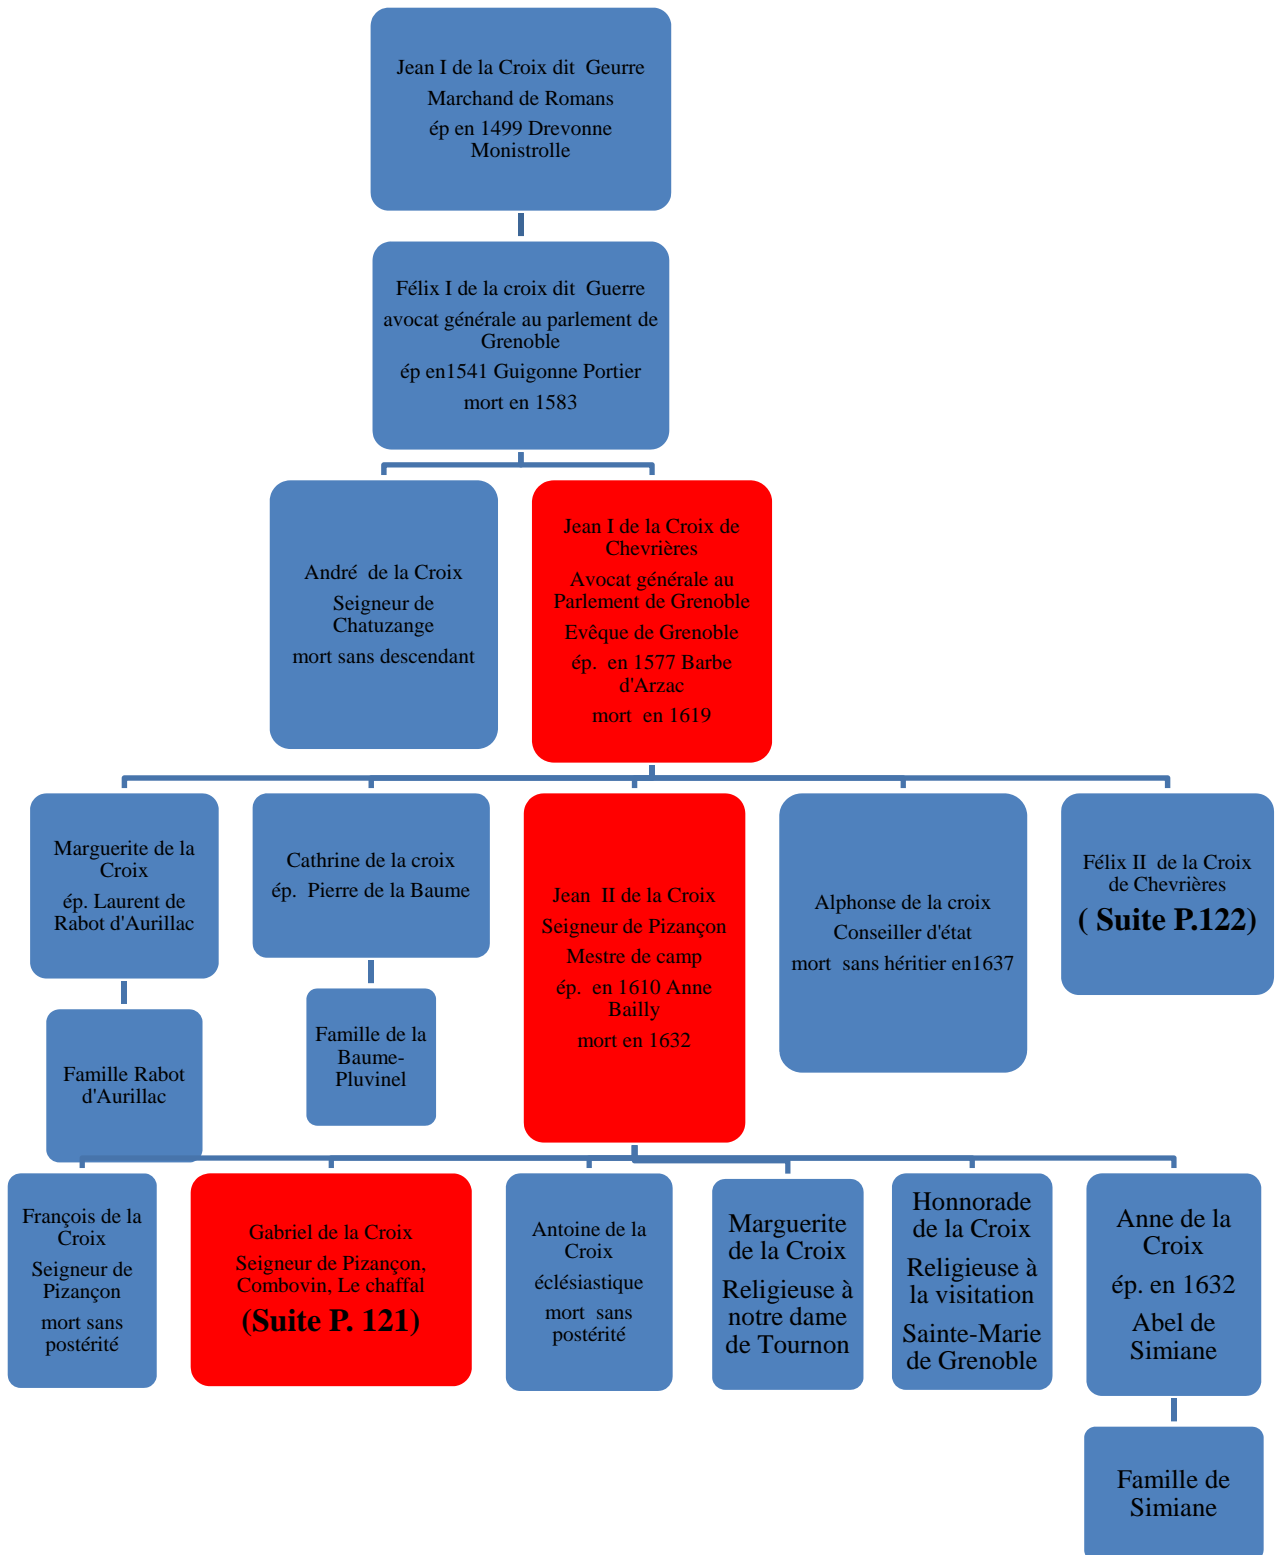 Jean I de la Croix dit  Geurre
Marchand de Romans
ép en 1499 Drevonne
Monistrolle
Félix I de la croix dit  Guerre
avocat générale au parlement de
Grenoble
ép en1541 Guigonne Portier
mort en 1583
André  de la Croix
Seigneur de
Chatuzange
mort sans descendant
Jean I de la Croix de
Chevrières
Avocat générale au
Parlement de Grenoble
Evêque de Grenoble
ép.  en 1577 Barbe
d'Arzac
mort  en 1619
Marguerite de la
Croix
ép. Laurent de
Rabot d'Aurillac
Cathrine de la croix
ép.  Pierre de la Baume
Jean  II de la Croix
Seigneur de Pizançon
Mestre de camp
ép.  en 1610 Anne
Bailly
mort en 1632
Alphonse de la croix
Conseiller d'état
mort  sans héritier en1637
Félix II  de la Croix
de Chevrières
( Suite P.122)
Famille Rabot
d'Aurillac
Famille de la
Baume-
Pluvinel
François de la
Croix
Seigneur de
Pizançon
mort sans
postérité
Gabriel de la Croix
Seigneur de Pizançon,
Combovin, Le chaffal
(Suite P. 121)
Antoine de la
Croix
éclésiastique
mort  sans
postérité
Marguerite
de la Croix
Religieuse à
notre dame
de Tournon
Honnorade
de la Croix
Religieuse à
la visitation
Sainte-Marie
de Grenoble
Anne de la
Croix
ép. en 1632
Abel de
Simiane
Famille de
Simiane